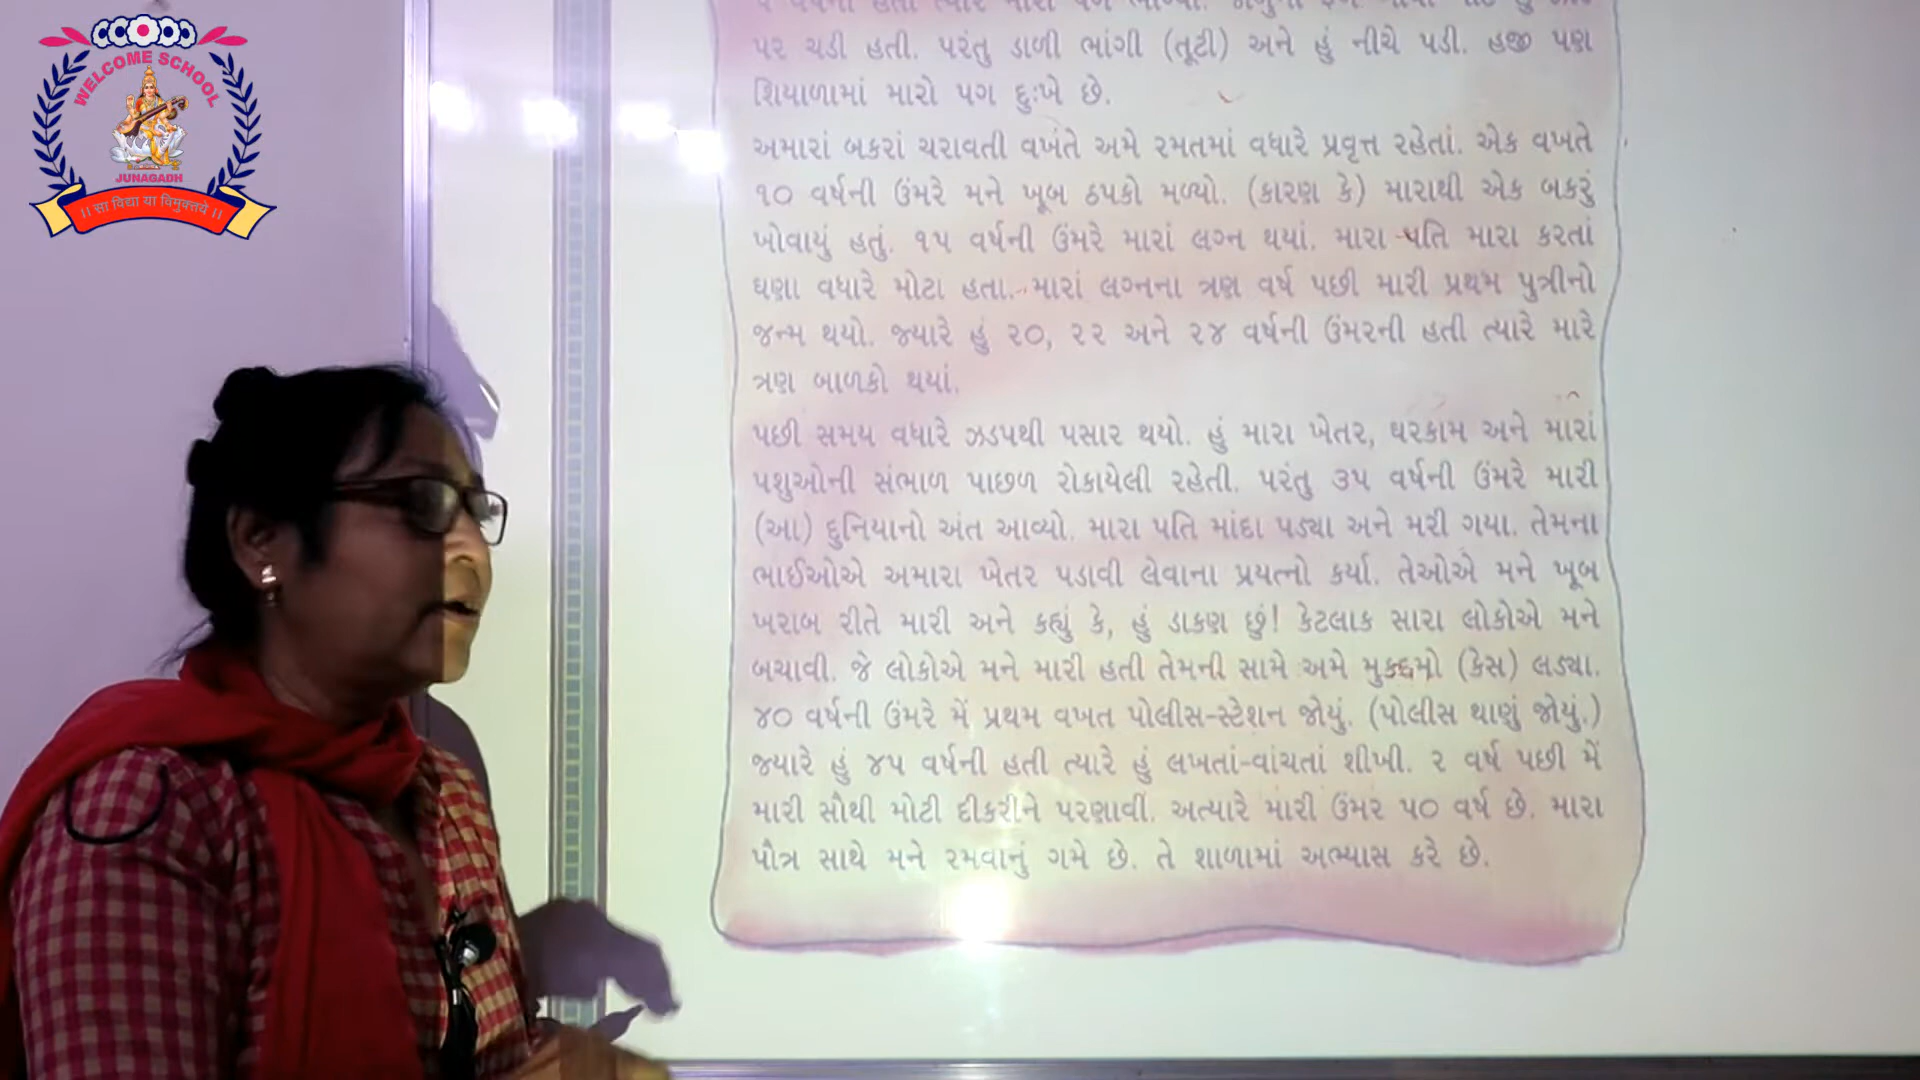 WELCOME SCHOOL
JUNAGADH
।। सा विद्या या विमुक्तये ।।
પર ચડી હતી. પરંતુ ડાળી ભાંગી (તૂટી) અને હું નીચે પડી. હજી પણ
શિયાળામાં મારો પગ દુઃખે છે.
અમારાં બકરાં ચરાવતી વખતે અમે રમતમાં વધારે પ્રવૃત્ત રહેતાં. એક વખતે
૧૦ વર્ષની ઉંમરે મને ખૂબ ઠપકો મળ્યો. (કારણ કે) મારાથી એક બકરું
ખોવાયું હતું. ૧૫ વર્ષની ઉંમરે મારાં લગ્ન થયાં. મારા પતિ મારા કરતાં
ઘણા વધારે મોટા હતા. મારાં લગ્નના ત્રણ વર્ષ પછી મારી પ્રથમ પુત્રીનો
જન્મ થયો. જ્યારે હું ૨૦, ૨૨ અને ૨૪ વર્ષની ઉંમરની હતી ત્યારે મારે
ત્રણ બાળકો થયાં.
પછી સમય વધારે ઝડપથી પસાર થયો. હું મારા ખેતર, ઘરકામ અને મારાં
પશુઓની સંભાળ પાછળ રોકાયેલી રહેતી. પરંતુ ૩૫ વર્ષની ઉંમરે મારી
(આ) દુનિયાનો અંત આવ્યો. મારા પતિ માંદા પડ્યા અને મરી ગયા. તેમના
ભાઈઓએ અમારા ખેતર પડાવી લેવાના પ્રયત્નો કર્યા. તેઓએ મને ખૂબ
ખરાબ રીતે મારી અને કહ્યું કે, હું ડાકણ છું! કેટલાક સારા લોકોએ મને
બચાવી. જે લોકોએ મને મારી હતી તેમની સામે અમે મુકદ્દમો (કેસ) લડ્યા.
૪૦ વર્ષની ઉંમરે મેં પ્રથમ વખત પોલીસ-સ્ટેશન જોયું. (પોલીસ થાણું જોયું.)
જ્યારે હું ૪૫ વર્ષની હતી ત્યારે હું લખતાં-વાંચતાં શીખી. ૨ વર્ષ પછી મેં
મારી સૌથી મોટી દીકરીને પરણાવી. અત્યારે મારી ઉંમર ૫૦ વર્ષ છે. મારા
પૌત્ર સાથે મને રમવાનું ગમે છે. તે શાળામાં અભ્યાસ કરે છે.